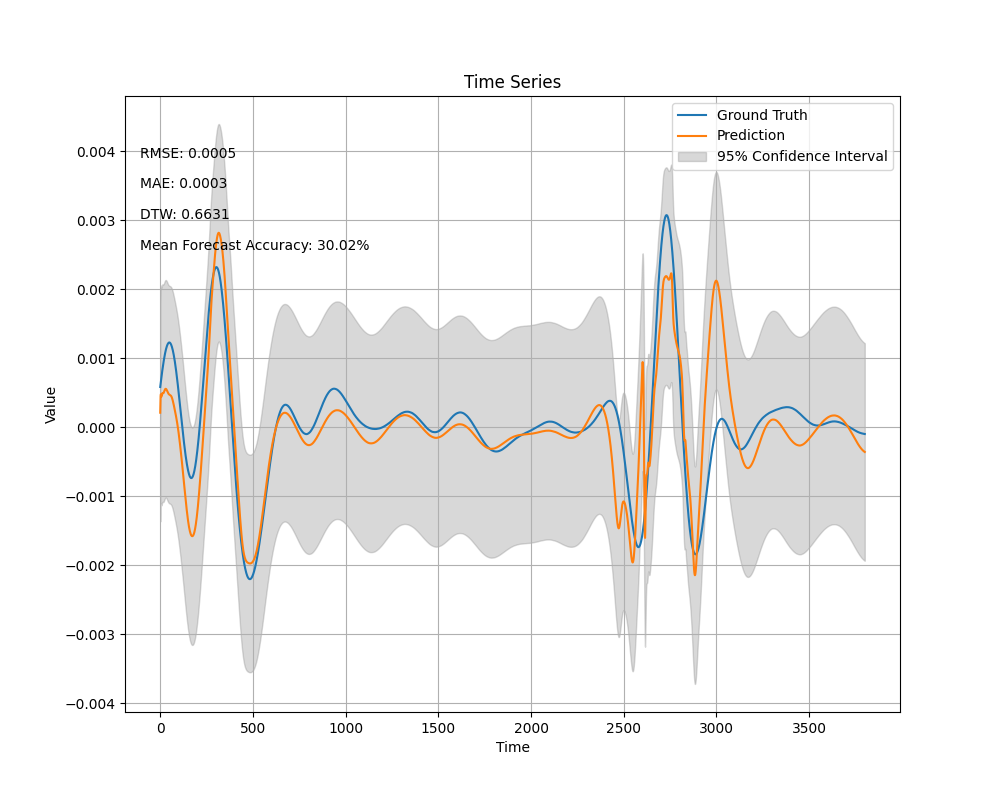 Time Series
Ground Truth
Prediction
95% Confidence Interval
RMSE: 0.0005
MAE: 0.0003
DTW: 0.6631
Mean Forecast Accuracy: 30.02%
Value
0.004
0.003
0.002
0.001
0.000
−0.001
−0.002
−0.003
−0.004
0 500 1000 1500 2000 2500 3000 3500
Time